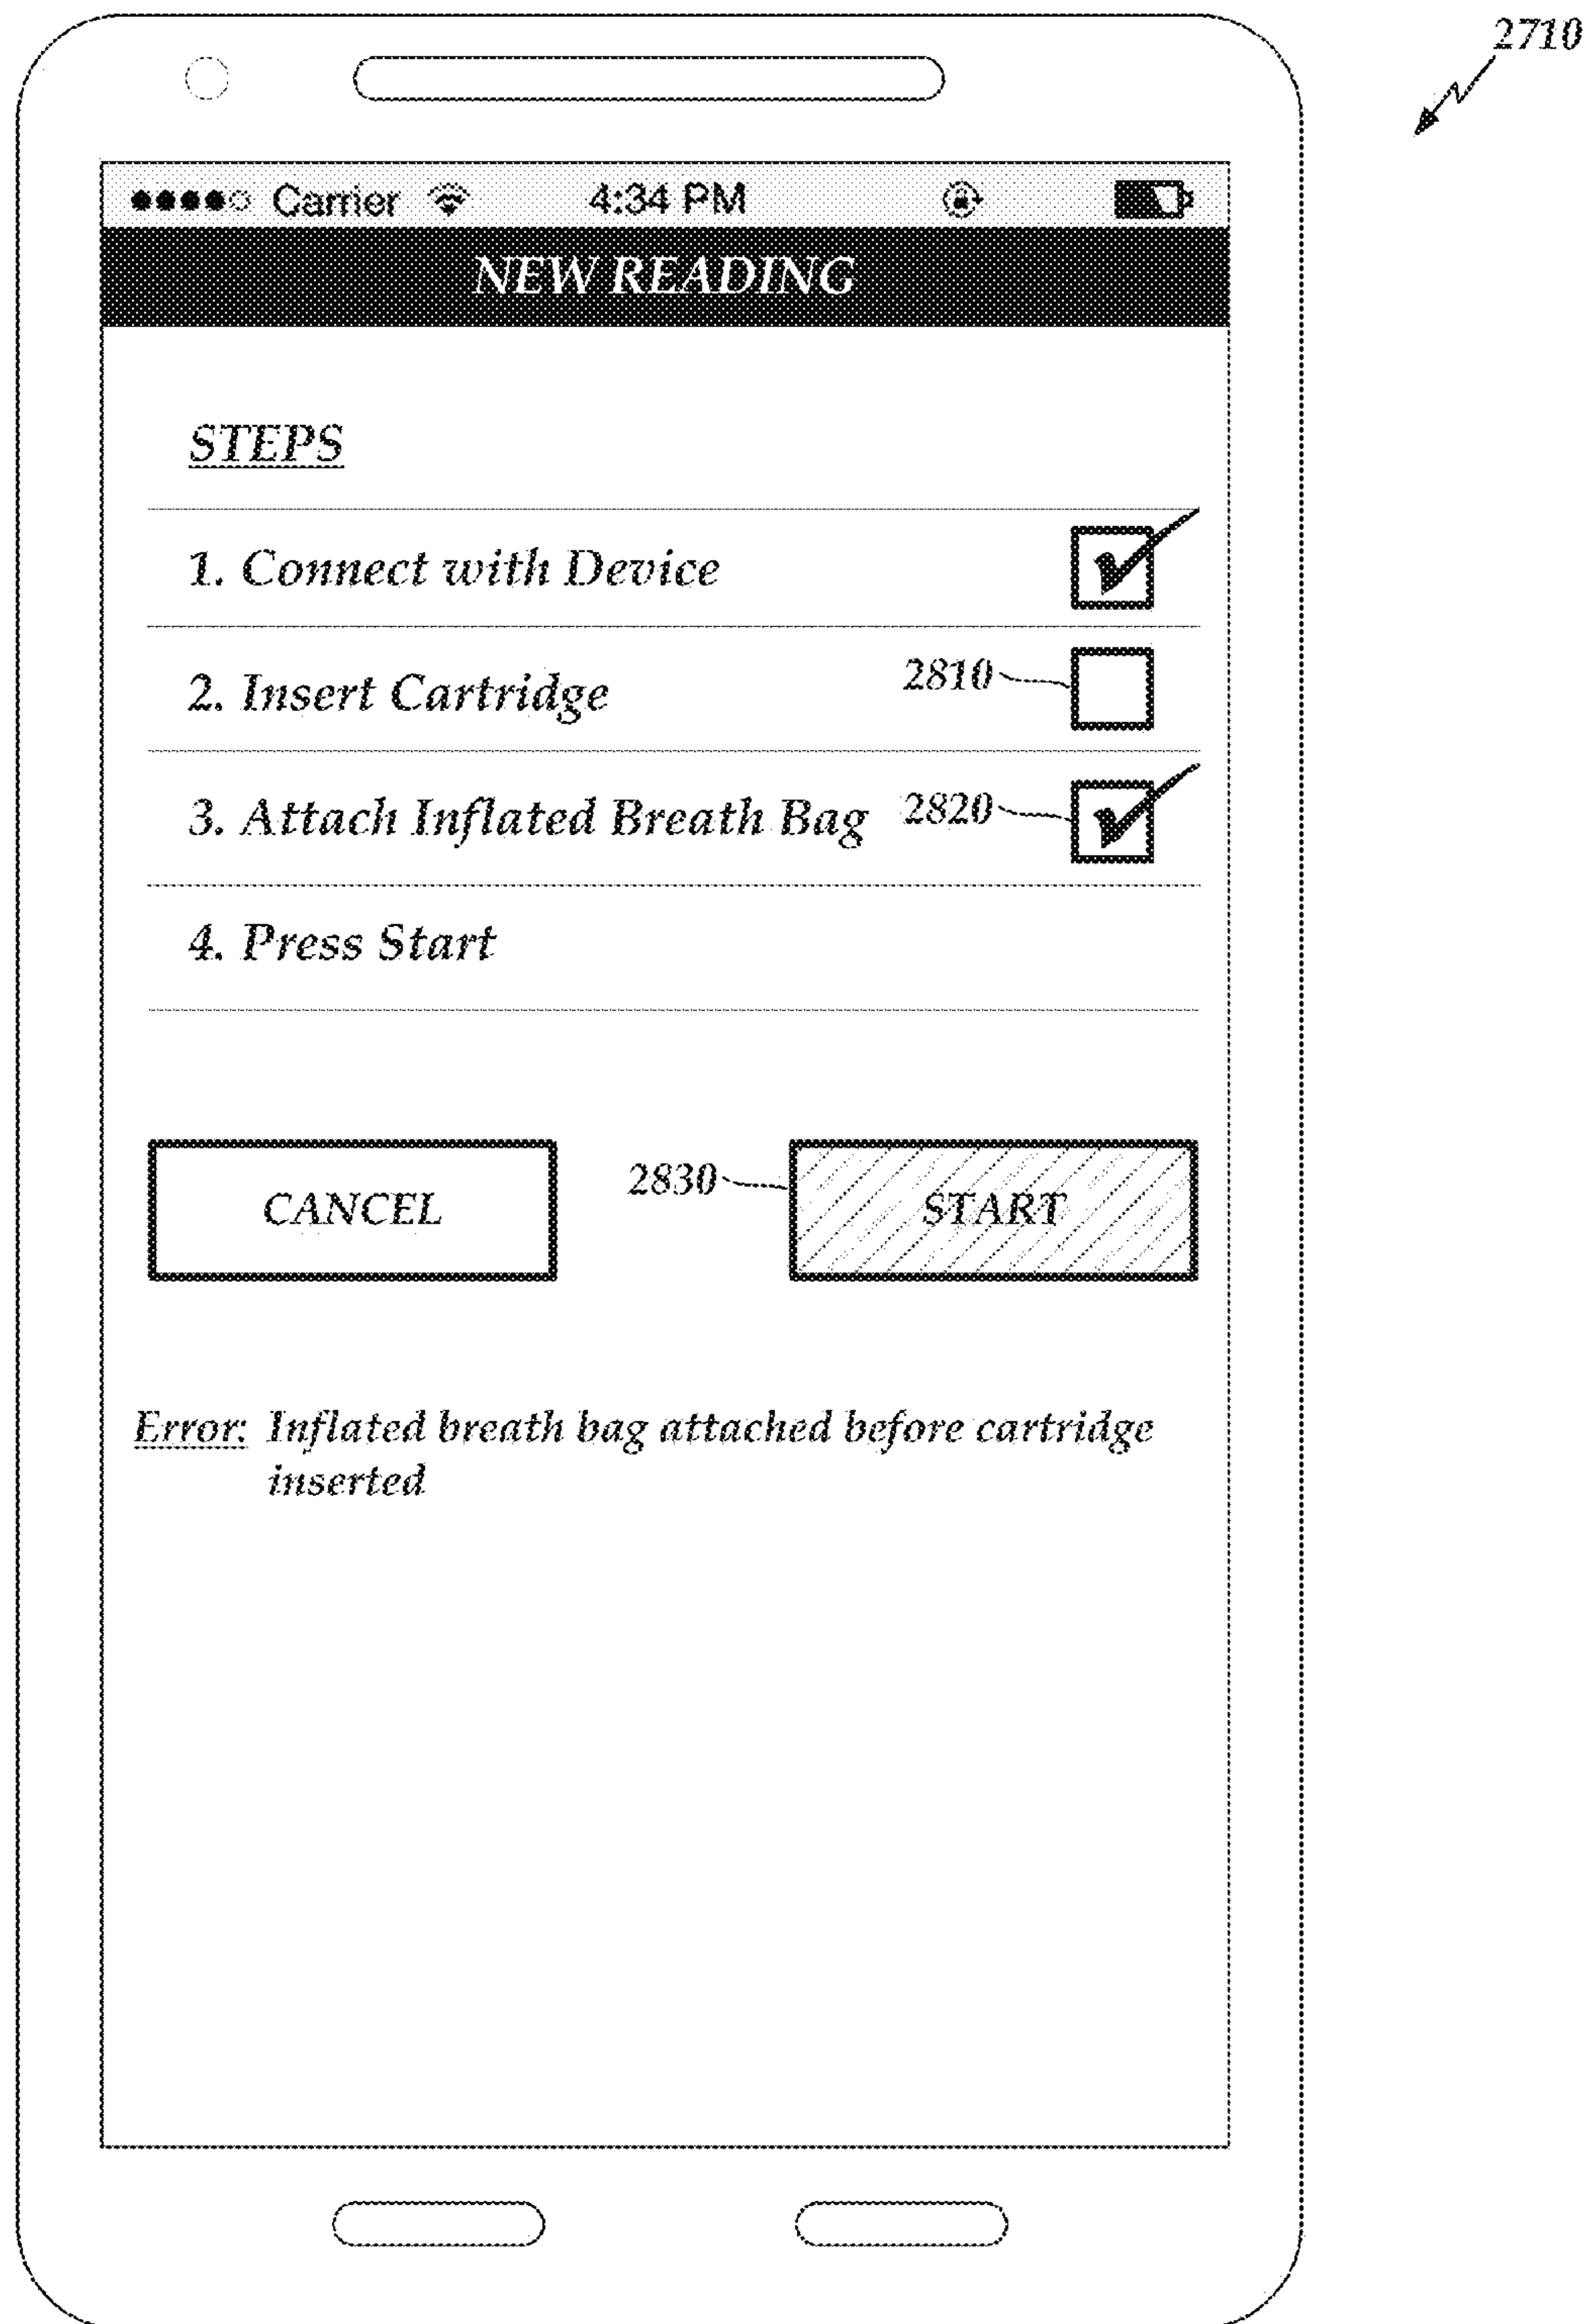 2710
Carrier 4:34 PM
NEW READING
STEPS
1. Connect with Device
2. Insert Cartridge 2810
3. Attach Inflated Breath Bag 2820
4. Press Start
CANCEL 2830 START
Error: Inflated breath bag attached before cartridge
inserted